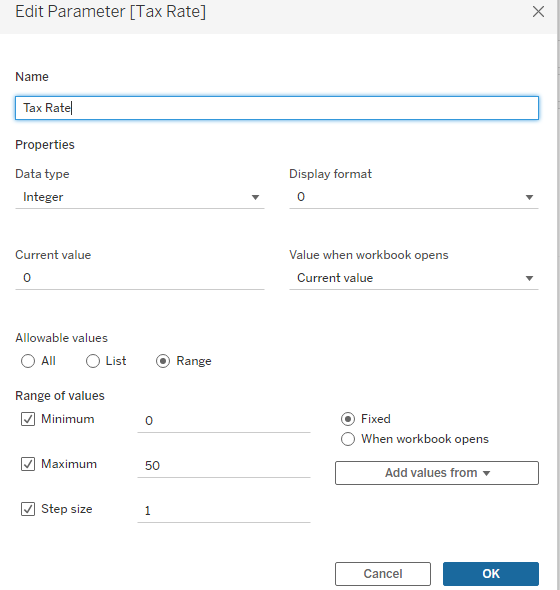 Edit Parameter [Tax Rate]
Name
Tax Rate
Properties
Data type
Display format
Integer
0
Current value
Value when workbook opens
0
Current value
Allowable values
All
List
Range
Range of values
Minimum
0
Fixed
When workbook opens
Maximum
50
Add values from
Step size
1
Cancel
OK